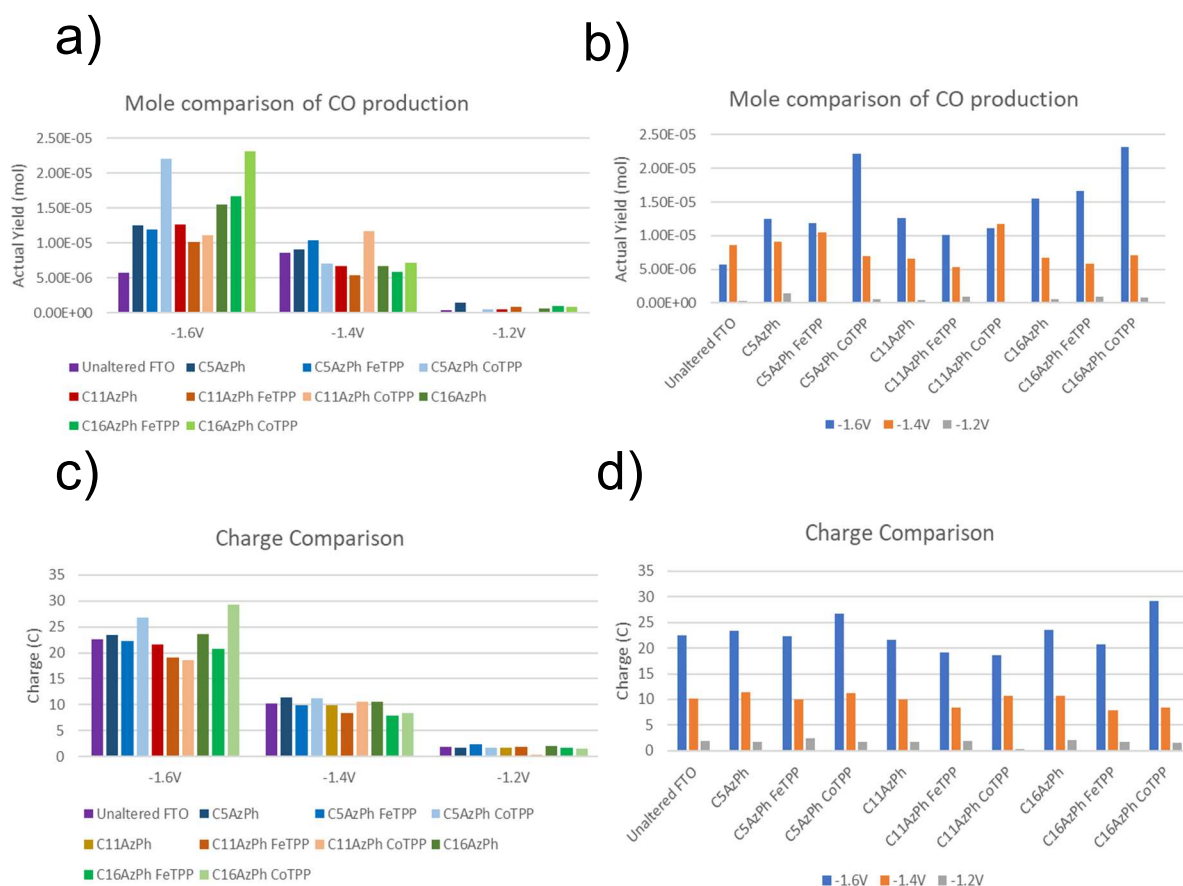 a)
Mole comparison of CO production
Actual Yield (mol)
2.50E-05
2.00E-05
1.50E-05
1.00E-05
5.00E-06
0.00E+00
-1.6V -1.4V -1.2V
Unaltered FTO C5AzPh C5AzPh FeTPP C5AzPh CoTPP
C11AzPh C11AzPh FeTPP C11AzPh CoTPP C16AzPh
C16AzPh FeTPP C16AzPh CoTPP
b)
Mole comparison of CO production
Actual Yield (mol)
2.50E-05
2.00E-05
1.50E-05
1.00E-05
5.00E-06
0.00E+00
Unaltered FTO
C5AzPh
C5AzPh FeTPP
C5AzPh CoTPP
C11AzPh
C11AzPh FeTPP
C11AzPh CoTPP
C16AzPh
C16AzPh FeTPP
C16AzPh CoTPP
-1.6V -1.4V -1.2V
c)
Charge Comparison
Charge (C)
35
30
25
20
15
10
5
0
-1.6V -1.4V -1.2V
Unaltered FTO C5AzPh C5AzPh FeTPP C5AzPh CoTPP
C11AzPh C11AzPh FeTPP C11AzPh CoTPP C16AzPh
C16AzPh FeTPP C16AzPh CoTPP
d)
Charge Comparison
Charge (C)
35
30
25
20
15
10
5
0
Unaltered FTO
C5AzPh
C5AzPh FeTPP
C5AzPh CoTPP
C11AzPh
C11AzPh FeTPP
C11AzPh CoTPP
C16AzPh
C16AzPh FeTPP
C16AzPh CoTPP
-1.6V -1.4V -1.2V